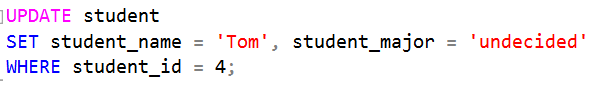 UPDATE student
SET student_name = 'Tom', student_major = 'undecided'
WHERE student_id = 4;